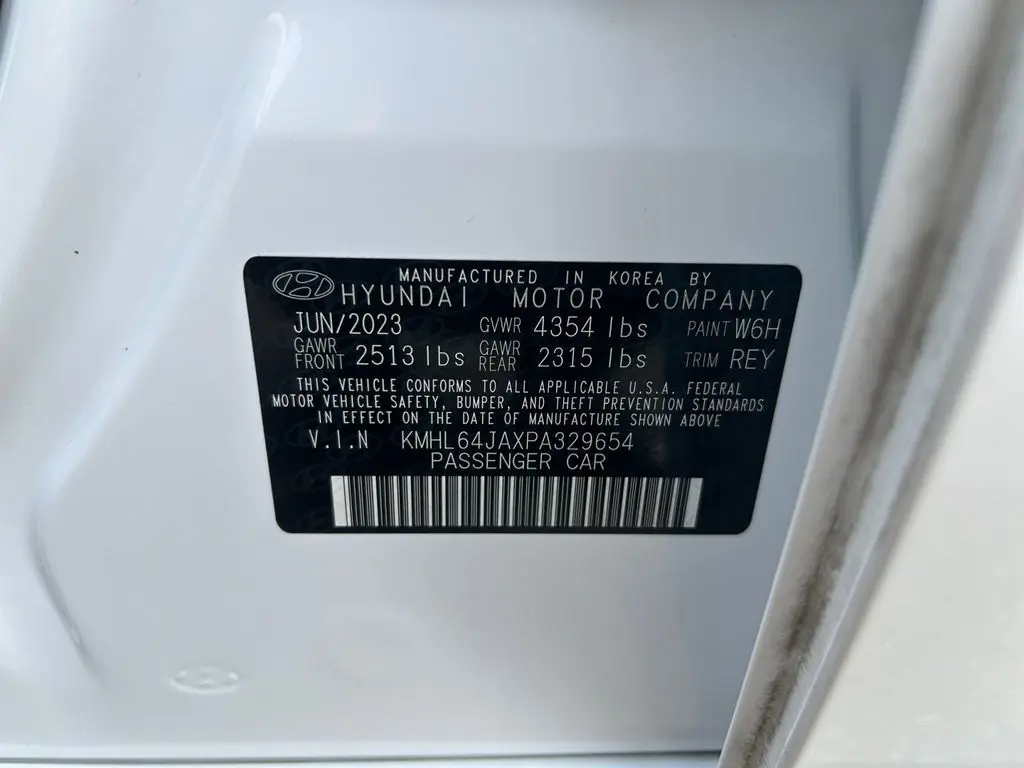 MANUFACTURED IN KOREA BY
HYUNDAI MOTOR COMPANY
JUN/2023 GVWR 4354 lbs PAINT W6H
GAWR FRONT 2513 lbs GAWR REAR 2315 lbs TRIM REY
THIS VEHICLE CONFORMS TO ALL APPLICABLE U.S.A. FEDERAL
MOTOR VEHICLE SAFETY, BUMPER, AND THEFT PREVENTION STANDARDS
IN EFFECT ON THE DATE OF MANUFACTURE SHOWN ABOVE
V.I.N KMHL64JAXPA329654
PASSENGER CAR